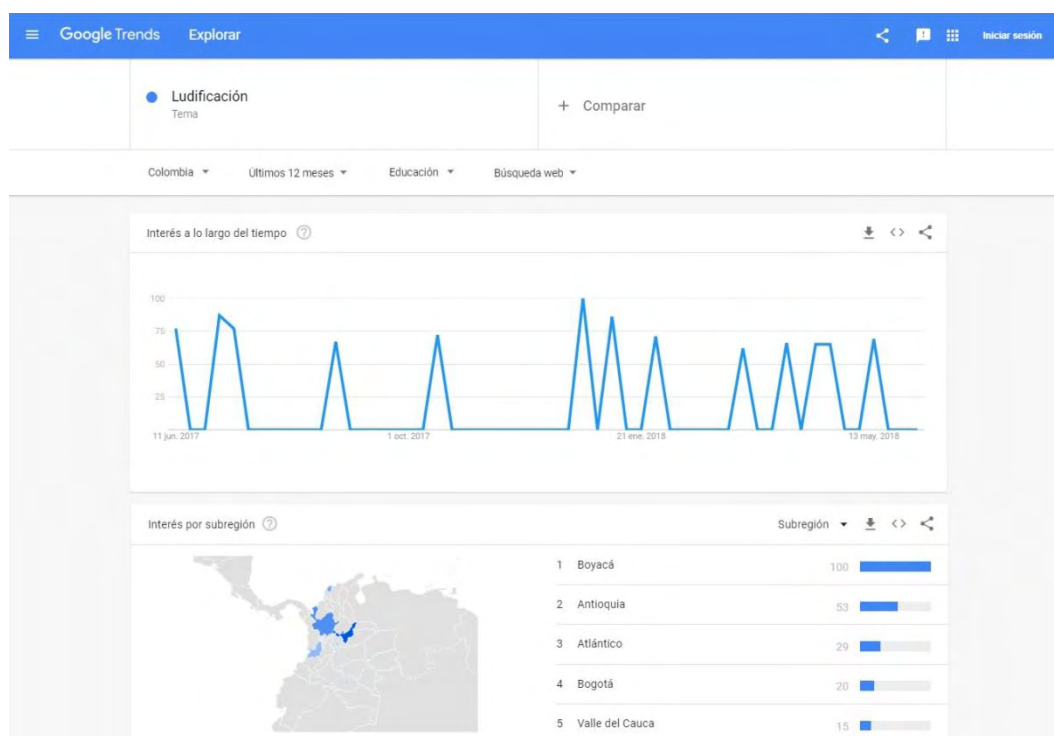 Google Trends Explorar Iniciar sesión
Ludificación
Tema
+ Comparar
Colombia Últimos 12 meses Educación Búsqueda web
Interés a lo largo del tiempo
100
75
50
25
11 jun. 2017 1 oct. 2017 21 ene. 2018 13 may. 2018
Interés por subregión Subregión
1 Boyacá 100
2 Antioquia 53
3 Atlántico 29
4 Bogotá 20
5 Valle del Cauca 15